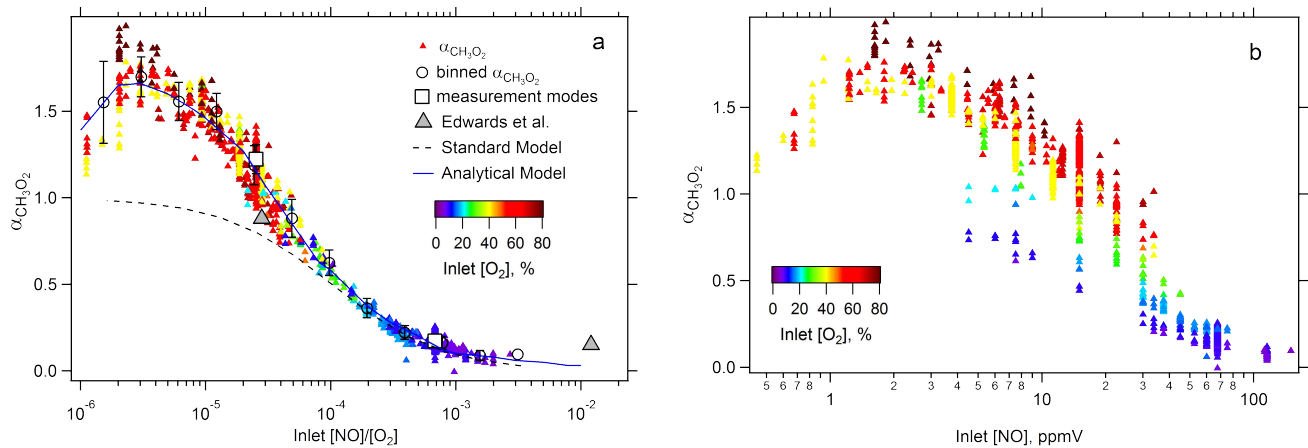 a
α_CH₃O₂
binned α_CH₃O₂
measurement modes
Edwards et al.
Standard Model
Analytical Model
0 20 40 60 80
Inlet [O₂], %
α_CH₃O₂
1.5
1.0
0.5
0.0
10⁻⁶ 10⁻⁵ 10⁻⁴ 10⁻³ 10⁻²
Inlet [NO]/[O₂]
b
α_CH₃O₂
1.5
1.0
0.5
0.0
0 20 40 60 80
Inlet [O₂], %
5 6 7 8 1 2 3 4 5 6 7 8 10 2 3 4 5 6 7 8 100
Inlet [NO], ppmV